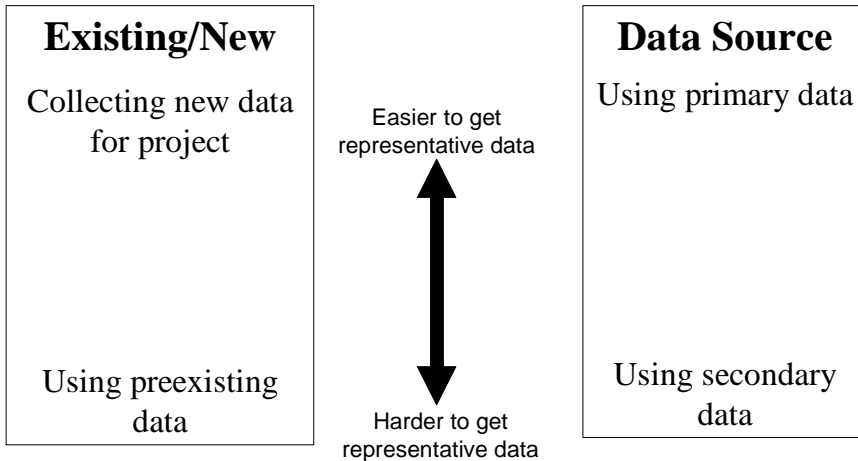 Existing/New
Collecting new data
for project
Using preexisting
data
Easier to get
representative data
Harder to get
representative data
Data Source
Using primary data
Using secondary
data